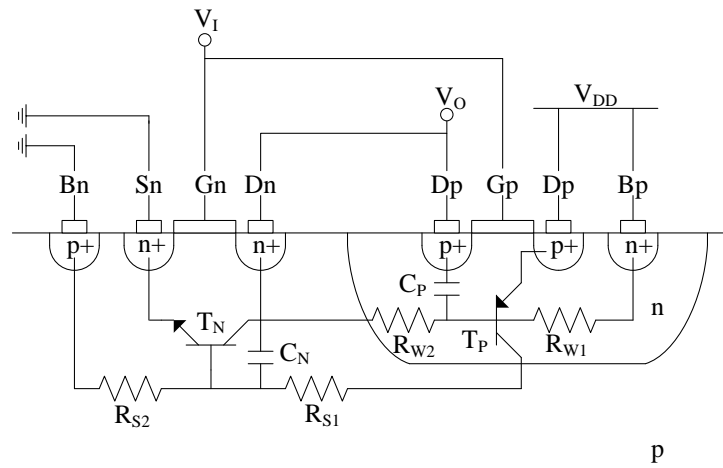 V_I
V_O
V_DD
Bn Sn Gn Dn Dp Gp Dp Bp
p+ n+ n+ p+ p+ n+
C_P n
T_N R_W2 T_P R_W1
C_N
R_S2 R_S1
p